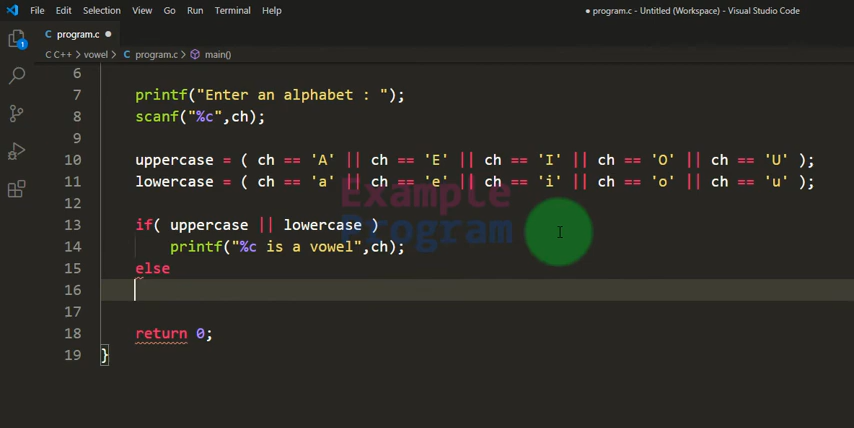 File Edit Selection View Go Run Terminal Help ● program.c - Untitled (Workspace) - Visual Studio Code
C program.c ●
C C++ > vowel > C program.c > main()
1
6
7 printf("Enter an alphabet : ");
8 scanf("%c",ch);
9
10 uppercase = ( ch == 'A' || ch == 'E' || ch == 'I' || ch == 'O' || ch == 'U' );
11 lowercase = ( ch == 'a' || ch == 'e' || ch == 'i' || ch == 'o' || ch == 'u' );
Example
12
13 if( uppercase || lowercase )
Program
14 printf("%c is a vowel",ch);
15 else
16
17
18 return 0;
19 }